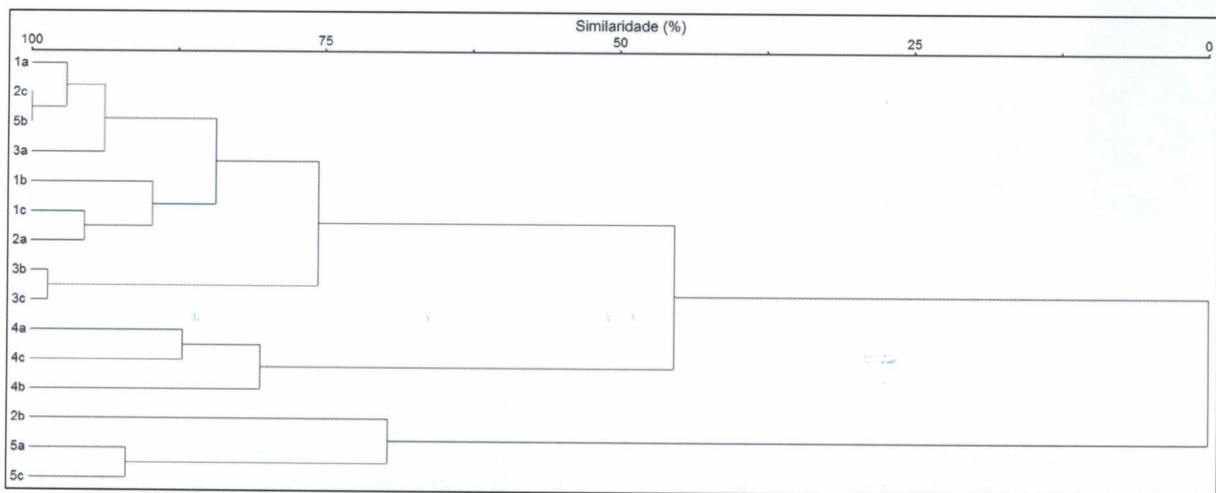 Similaridade (%)
100 75 50 25 0
1a
2c
5b
3a
1b
1c
2a
3b
3c
4a
4c
4b
2b
5a
5c